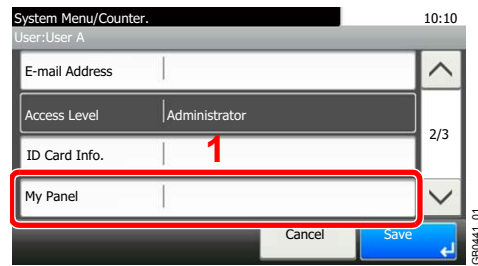 System Menu/Counter. 10:10
User:User A
E-mail Address
Access Level Administrator
2/3
ID Card Info. 1
My Panel
Cancel Save
GB0441_01